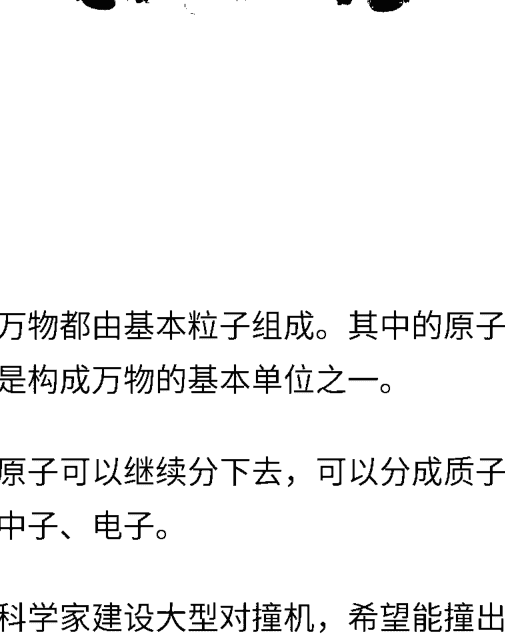 万物都由基本粒子组成。其中的原子
是构成万物的基本单位之一。
原子可以继续分下去，可以分成质子
中子、电子。
科学家建设大型对撞机，希望能撞出